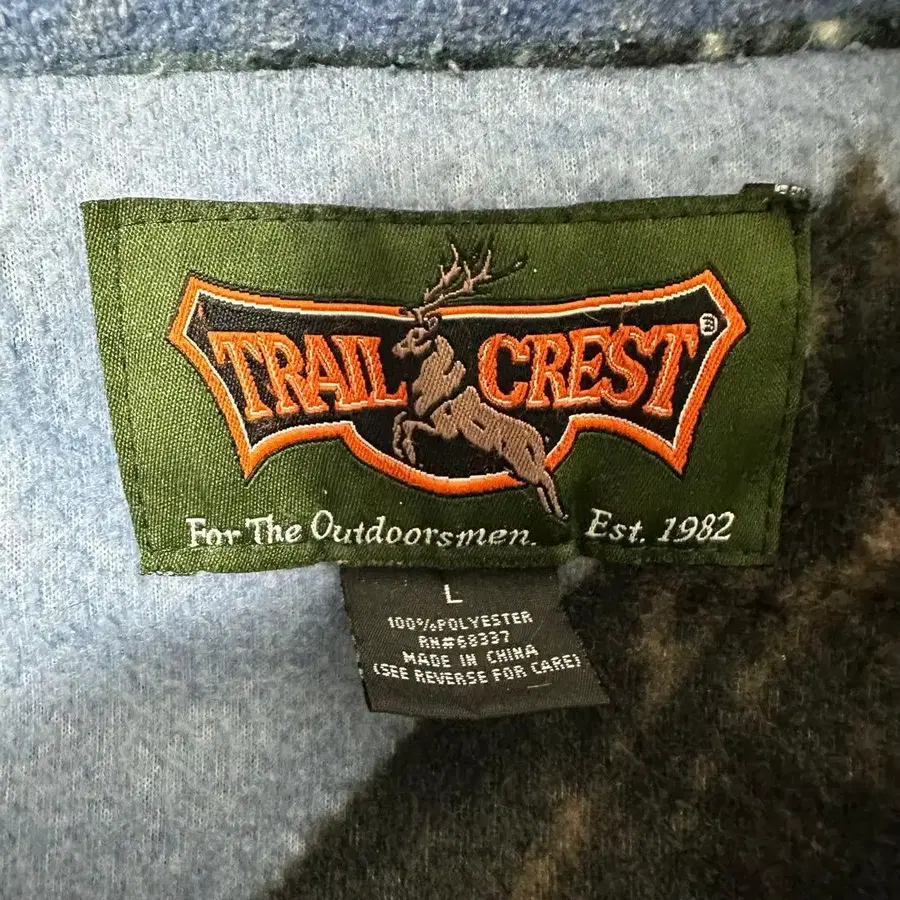 TRAIL CREST®
For The Outdoorsmen. Est. 1982
L
100%POLYESTER
RN#68337
MADE IN CHINA
(SEE REVERSE FOR CARE)